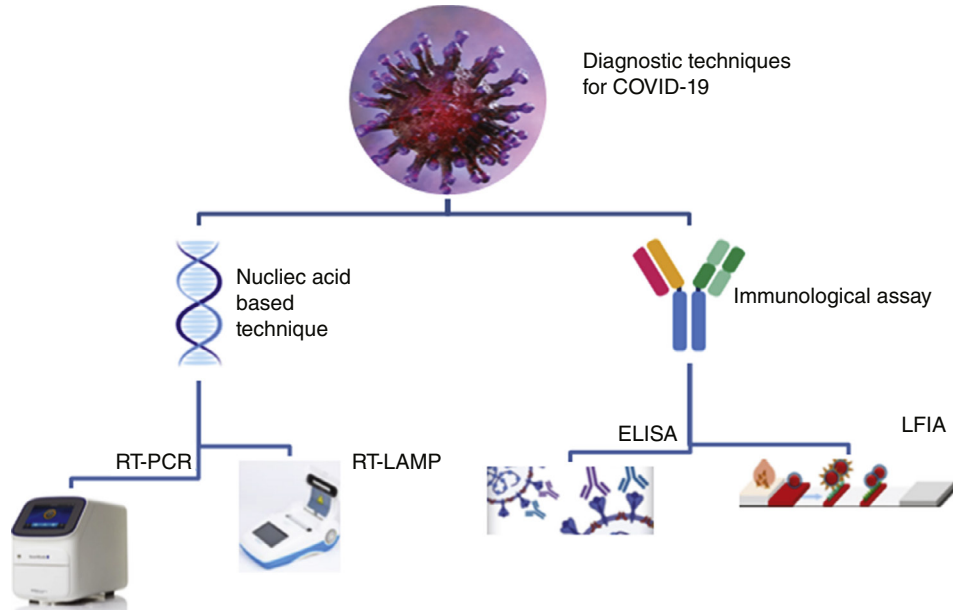 Diagnostic techniques
for COVID-19
Nucliec acid
based
technique
Immunological assay
RT-PCR
RT-LAMP
ELISA
LFIA